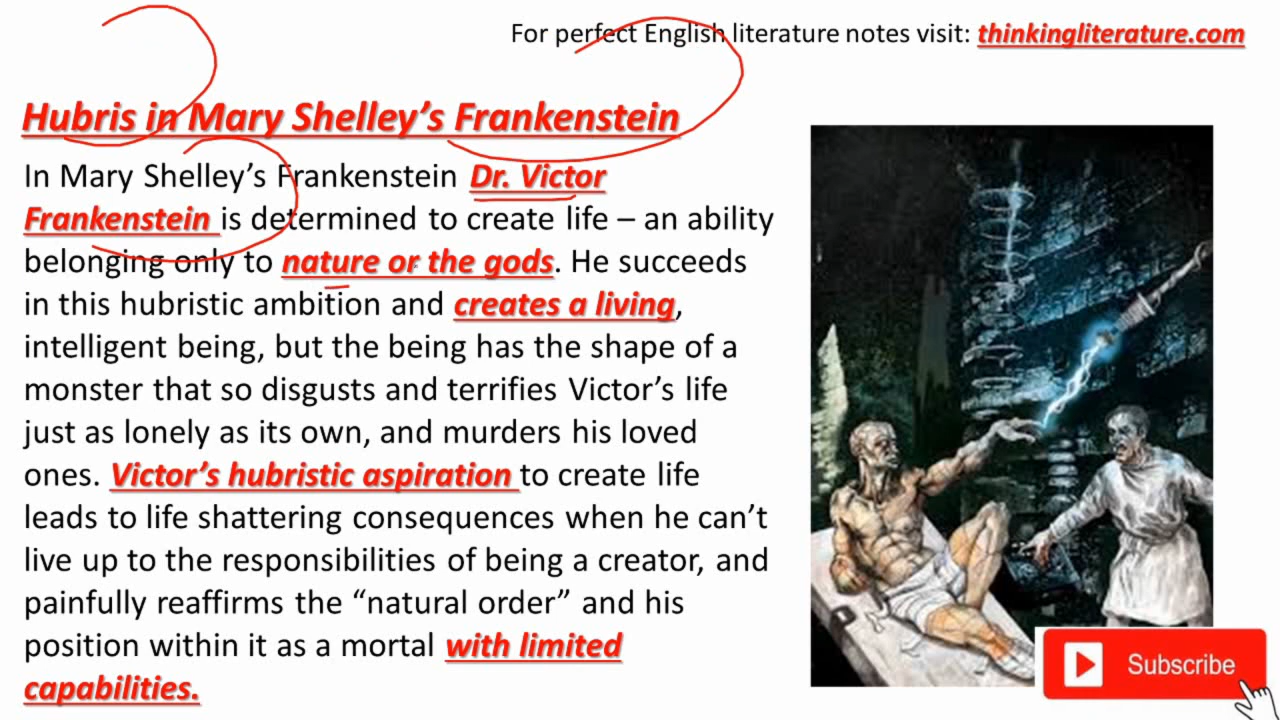 For perfect English literature notes visit: thinkingliterature.com
Hubris in Mary Shelley’s Frankenstein
In Mary Shelley’s Frankenstein Dr. Victor
Frankenstein is determined to create life – an ability
belonging only to nature or the gods. He succeeds
in this hubristic ambition and creates a living,
intelligent being, but the being has the shape of a
monster that so disgusts and terrifies Victor’s life
just as lonely as its own, and murders his loved
ones. Victor’s hubristic aspiration to create life
leads to life shattering consequences when he can’t
live up to the responsibilities of being a creator, and
painfully reaffirms the “natural order” and his
position within it as a mortal with limited
capabilities.
Subscribe